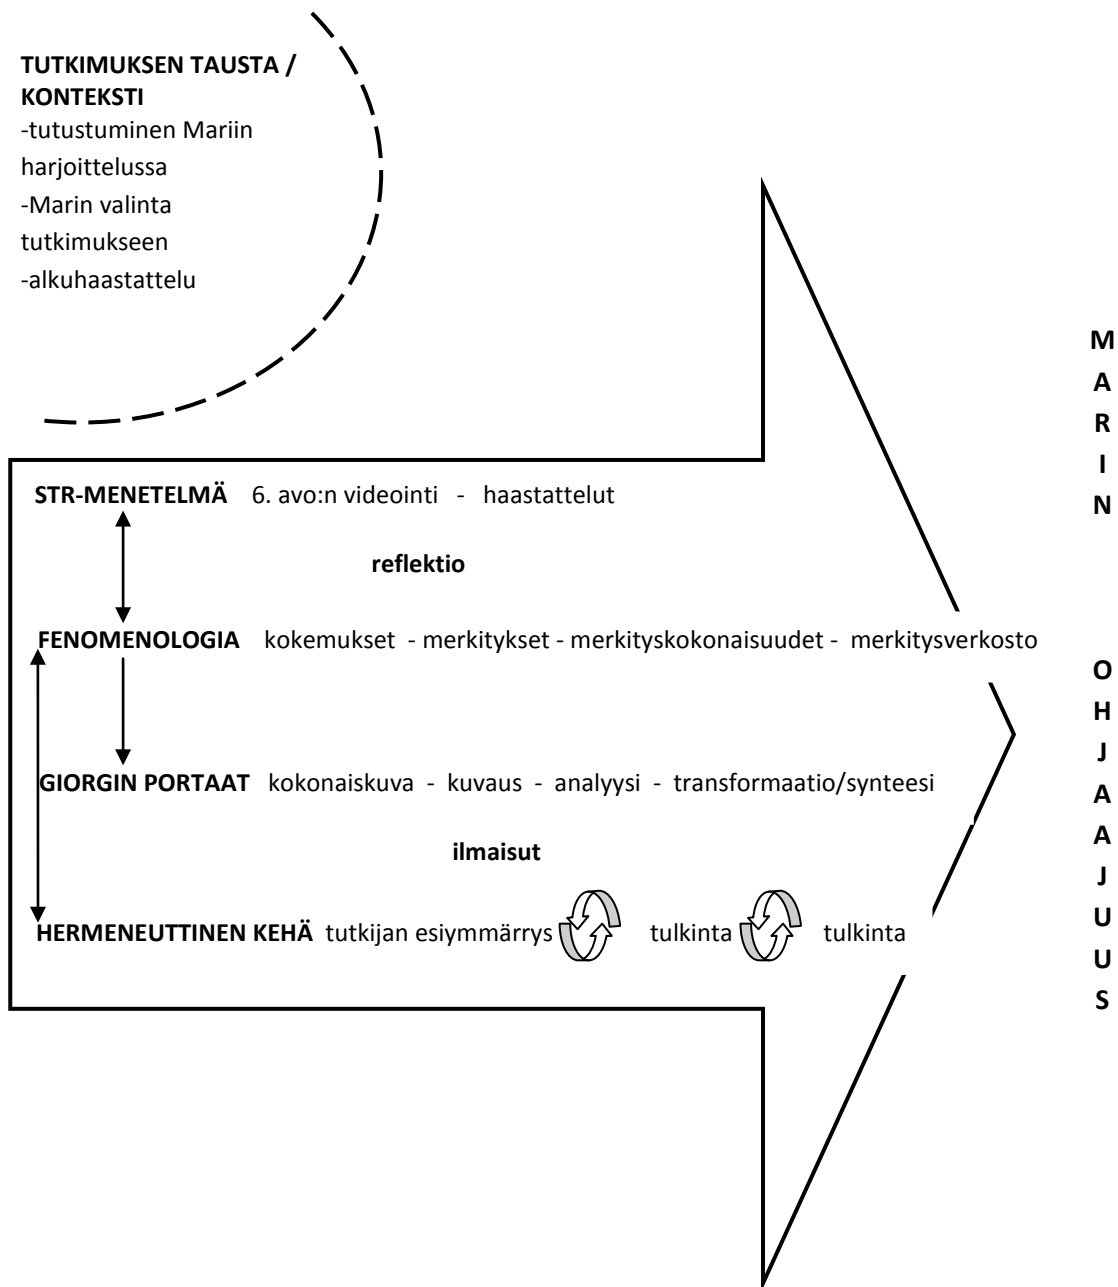 TUTKIMUKSEN TAUSTA /
KONTEKSTI
-tutustuminen Mariin
harjoittelussa
-Marin valinta
tutkimukseen
-alkuhaastattelu
STR-MENETELMÄ 6. avo:n videointi - haastattelut
reflektio
FENOMENOLOGIA kokemukset - merkitykset - merkityskokonaisuudet - merkitysverkosto
GIORGIN PORTAAT kokonaiskuva - kuvaus - analyysi - transformaatio/synteesi
ilmaisut
HERMENEUTTINEN KEHÄ tutkijan esiymmärrys tulkinta tulkinta
M
A
R
I
N
O
H
J
A
A
J
U
U
S